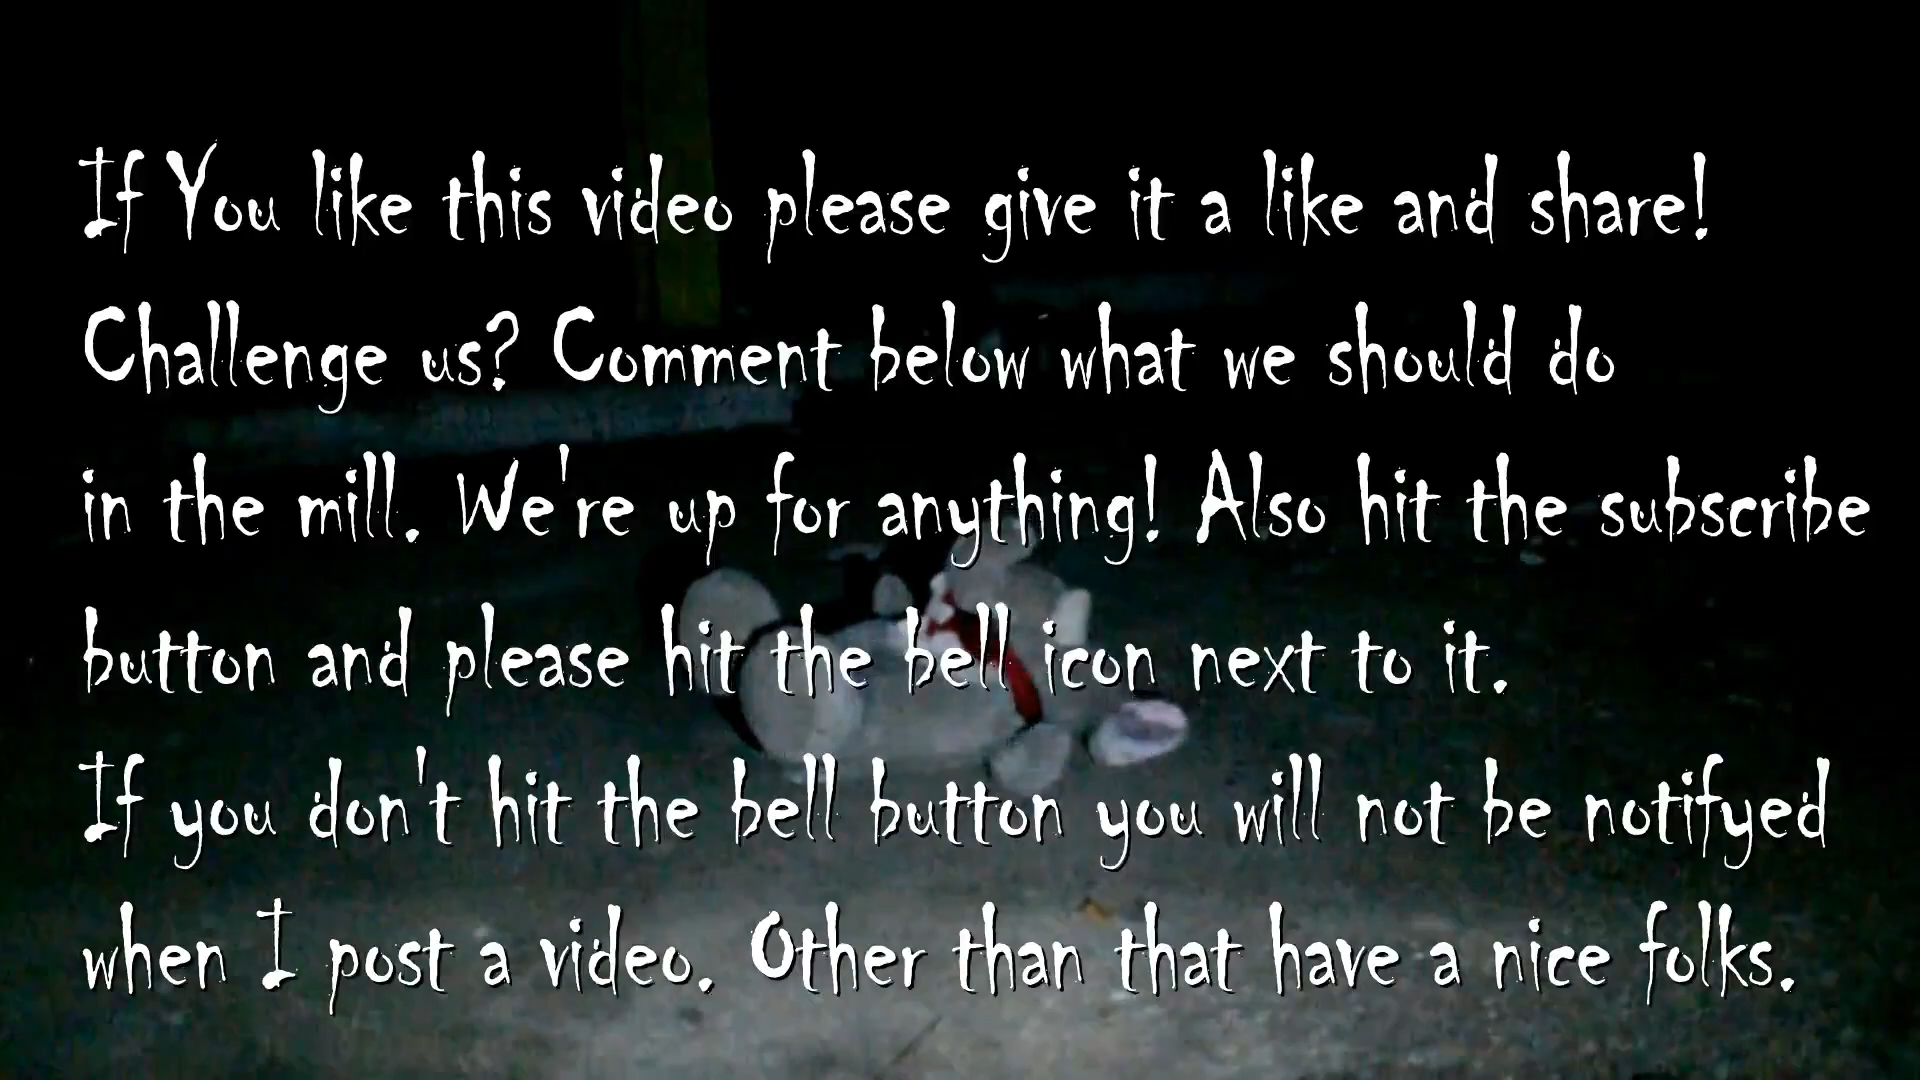 If You like this video please give it a like and share!
Challenge us? Comment below what we should do
in the mill. We're up for anything! Also hit the subscribe
button and please hit the bell icon next to it.
If you don't hit the bell button you will not be notifyed
when I post a video. Other than that have a nice folks.